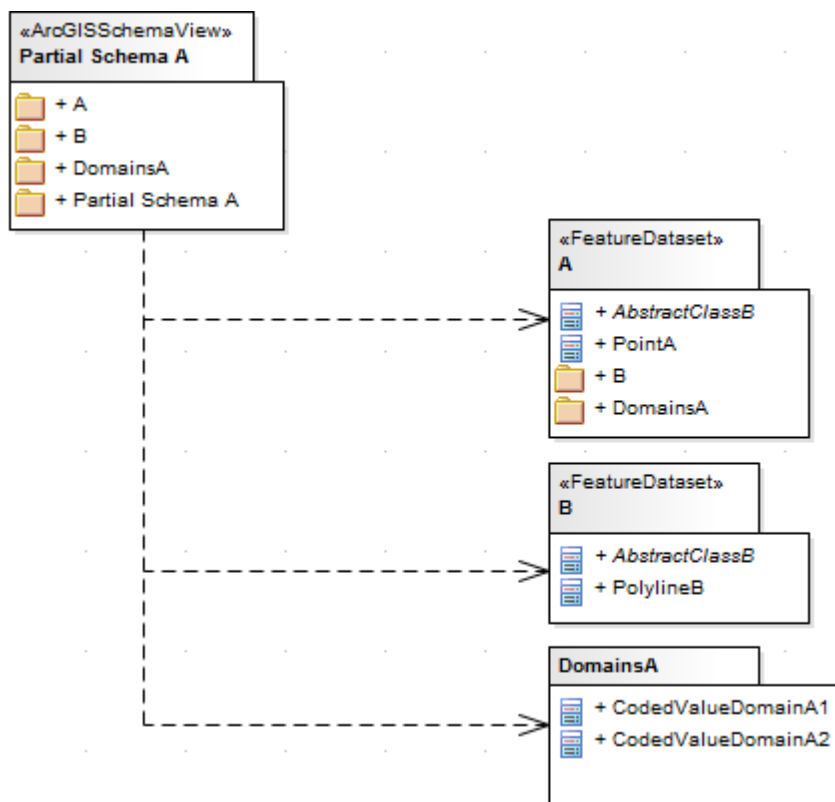 «ArcGISSchemaView»
Partial Schema A
+ A
+ B
+ DomainsA
+ Partial Schema A
«FeatureDataset»
A
+ AbstractClassB
+ PointA
+ B
+ DomainsA
«FeatureDataset»
B
+ AbstractClassB
+ PolylineB
DomainsA
+ CodedValueDomainA1
+ CodedValueDomainA2